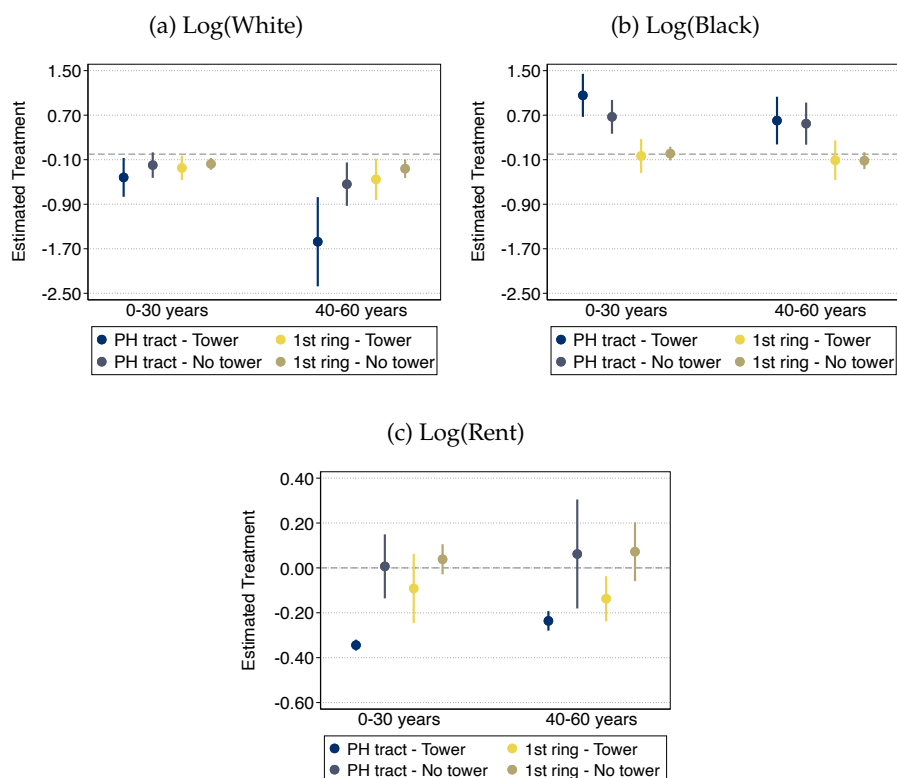 (a) Log(White)
Estimated Treatment
1.50
0.70
-0.10
-0.90
-1.70
-2.50
0-30 years 40-60 years
PH tract - Tower 1st ring - Tower
PH tract - No tower 1st ring - No tower
(b) Log(Black)
Estimated Treatment
1.50
0.70
-0.10
-0.90
-1.70
-2.50
0-30 years 40-60 years
PH tract - Tower 1st ring - Tower
PH tract - No tower 1st ring - No tower
(c) Log(Rent)
Estimated Treatment
0.40
0.20
0.00
-0.20
-0.40
-0.60
0-30 years 40-60 years
PH tract - Tower 1st ring - Tower
PH tract - No tower 1st ring - No tower